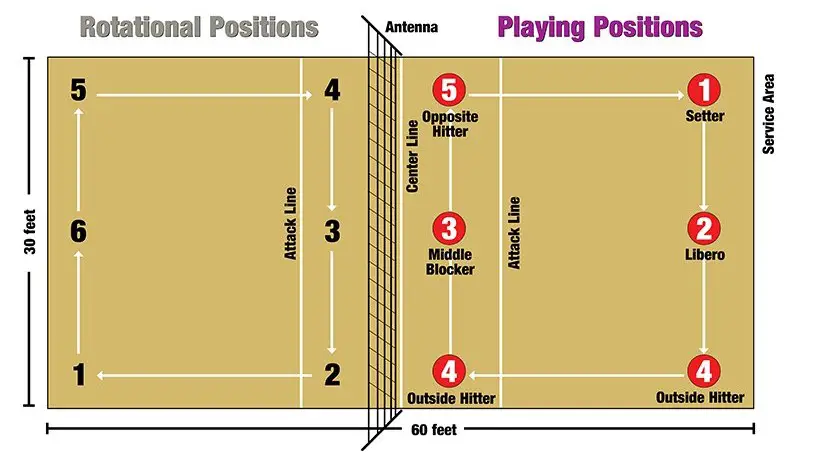 Rotational Positions
Antenna
Playing Positions
5
4
5
Opposite
Hitter
1
Setter
Service Area
Center Line
30 feet
6
Attack Line
3
3
Middle
Blocker
Attack Line
2
Libero
1
2
4
Outside Hitter
4
Outside Hitter
60 feet